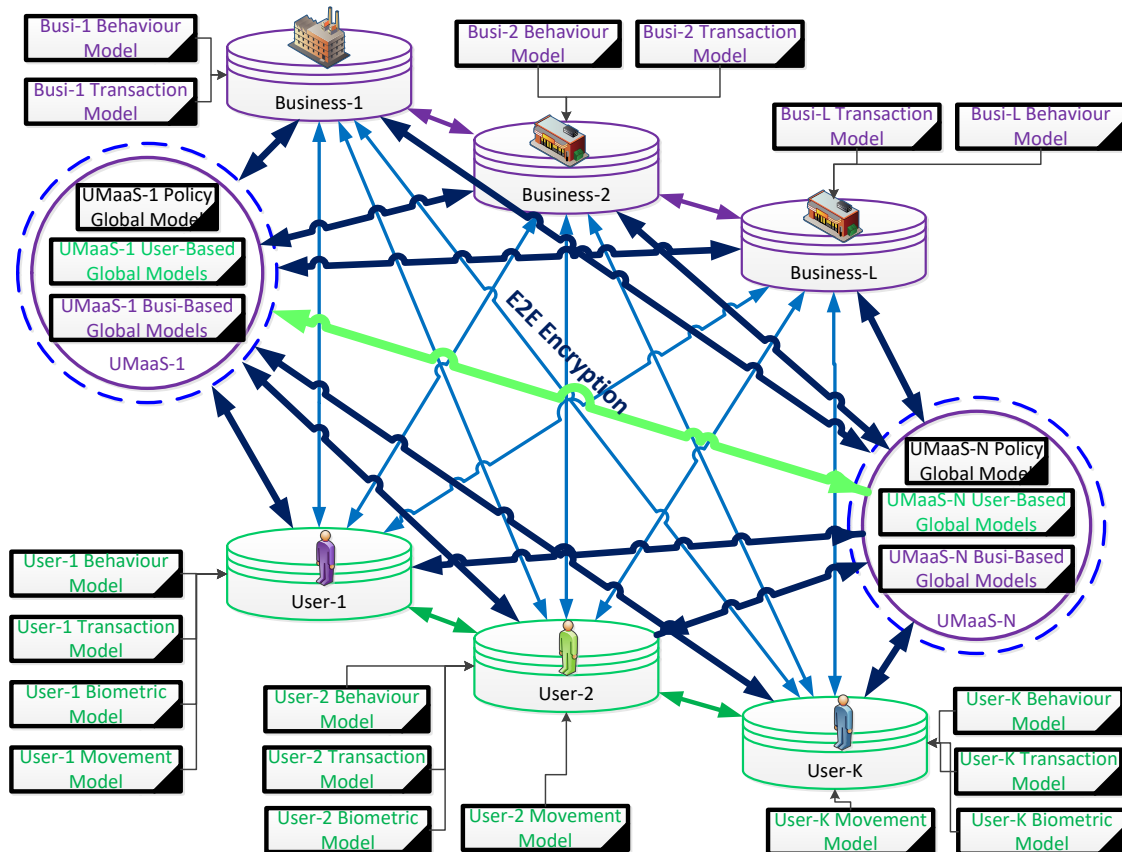 Busi-1 Behaviour
Model
Busi-1 Transaction
Model
Business-1
Busi-2 Behaviour
Model
Busi-2 Transaction
Model
Business-2
Busi-L Transaction
Model
Busi-L Behaviour
Model
Business-L
UMaaS-1 Policy
Global Models
UMaaS-1 User-Based
Global Models
UMaaS-1 Busi-Based
Global Models
UMaaS-1
E2E Encryption
UMaaS-N Policy
Global Model
UMaaS-N User-Based
Global Models
UMaaS-N Busi-Based
Global Models
UMaaS-N
User-1 Behaviour
Model
User-1 Transaction
Model
User-1 Biometric
Model
User-1 Movement
Model
User-1
User-2 Behaviour
Model
User-2 Transaction
Model
User-2 Biometric
Model
User-2 Movement
Model
User-2
User-K
User-K Behaviour
Model
User-K Transaction
Model
User-K Movement
Model
User-K Biometric
Model